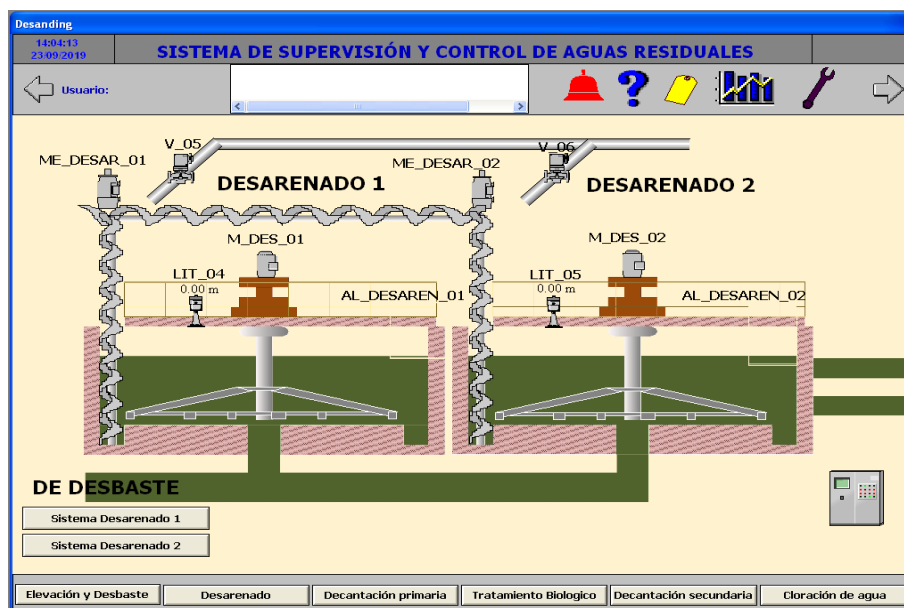 Desanding
14:04:13
23/09/2019
SISTEMA DE SUPERVISIÓN Y CONTROL DE AGUAS RESIDUALES
Usuario:
V_05
V_06
ME_DESAR_01
ME_DESAR_02
DESARENADO 1
DESARENADO 2
M_DES_01
M_DES_02
LIT_04
0.00 m
AL_DESAREN_01
LIT_05
0.00 m
AL_DESAREN_02
DE DESBASTE
Sistema Desarenado 1
Sistema Desarenado 2
Elevación y Desbaste
Desarenado
Decantación primaria
Tratamiento Biologico
Decantación secundaria
Cloración de agua